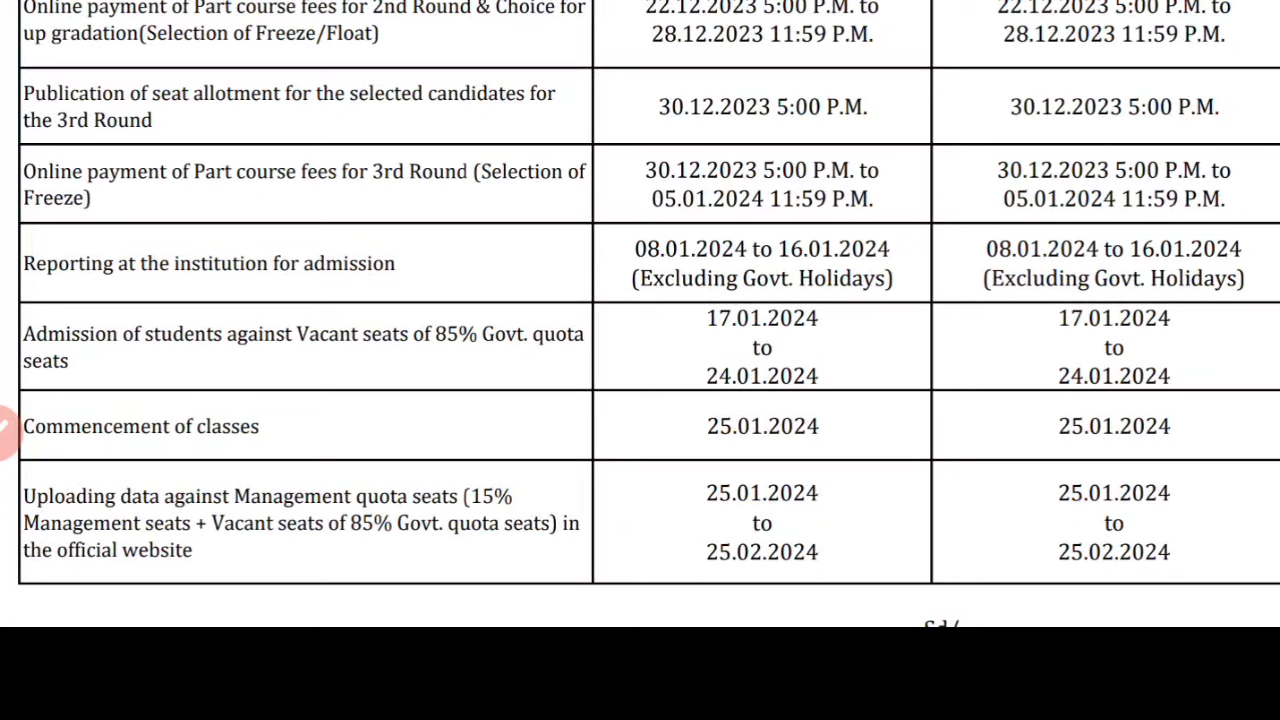 Online payment of Part course fees for 2nd Round & Choice for
up gradation(Selection of Freeze/Float)
22.12.2023 5:00 P.M. to
28.12.2023 11:59 P.M.
22.12.2023 5:00 P.M. to
28.12.2023 11:59 P.M.
Publication of seat allotment for the selected candidates for
the 3rd Round
30.12.2023 5:00 P.M.
30.12.2023 5:00 P.M.
Online payment of Part course fees for 3rd Round (Selection of
Freeze)
30.12.2023 5:00 P.M. to
05.01.2024 11:59 P.M.
30.12.2023 5:00 P.M. to
05.01.2024 11:59 P.M.
Reporting at the institution for admission
08.01.2024 to 16.01.2024
(Excluding Govt. Holidays)
08.01.2024 to 16.01.2024
(Excluding Govt. Holidays)
Admission of students against Vacant seats of 85% Govt. quota
seats
17.01.2024
to
24.01.2024
17.01.2024
to
24.01.2024
Commencement of classes
25.01.2024
25.01.2024
Uploading data against Management quota seats (15%
Management seats + Vacant seats of 85% Govt. quota seats) in
the official website
25.01.2024
to
25.02.2024
25.01.2024
to
25.02.2024